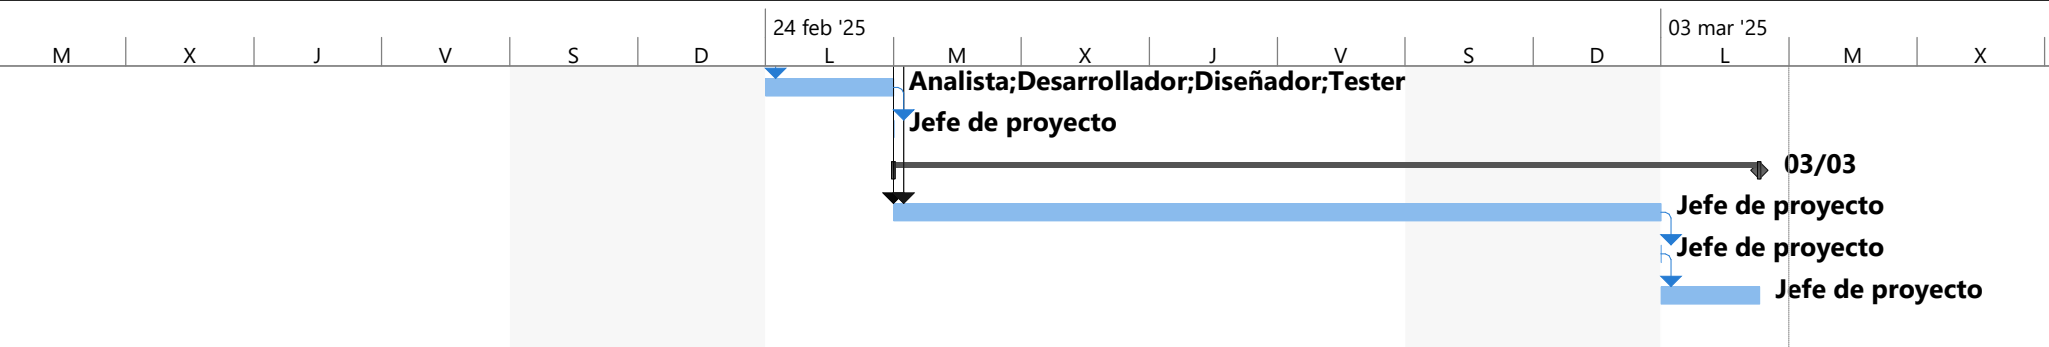 24 feb '25 03 mar '25
M X J V S D L M X J V S D L M X
Analista;Desarrollador;Diseñador;Tester
Jefe de proyecto
03/03
Jefe de proyecto
Jefe de proyecto
Jefe de proyecto